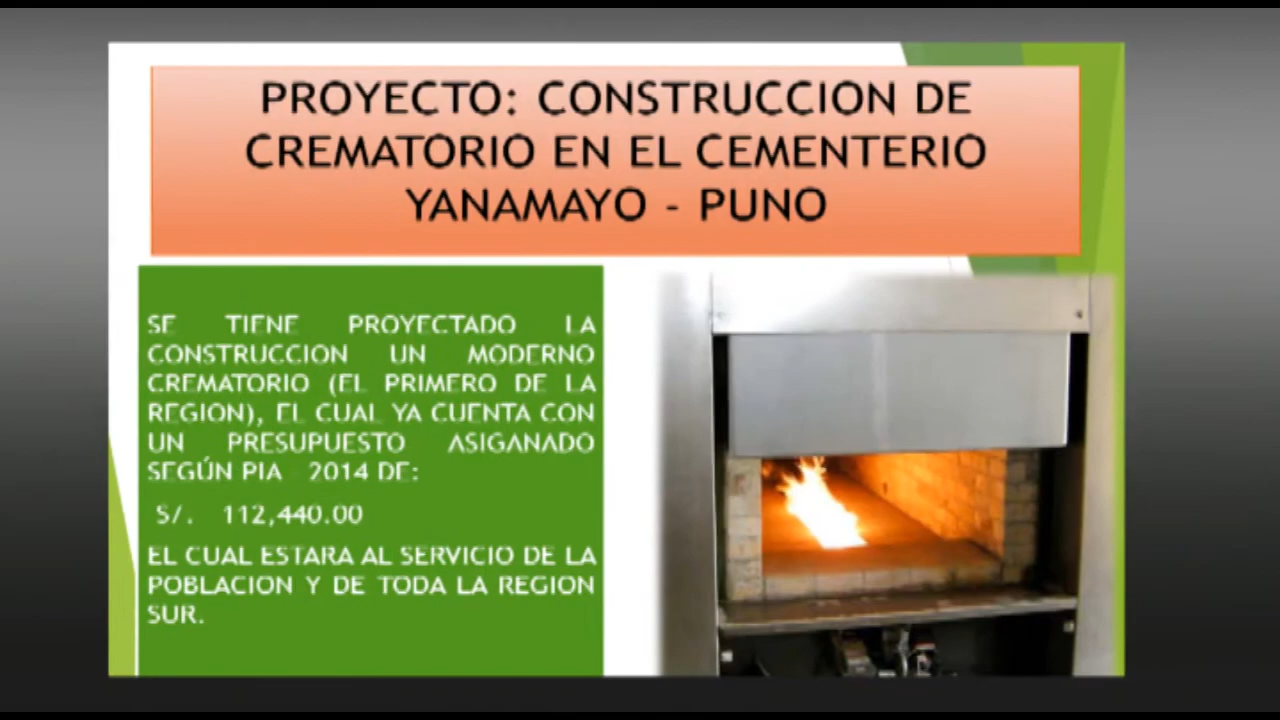 PROYECTO: CONSTRUCCION DE
CREMATORIO EN EL CEMENTERIO
YANAMAYO - PUNO
SE TIENE PROYECTADO LA
CONSTRUCCION UN MODERNO
CREMATORIO (EL PRIMERO DE LA
REGION), EL CUAL YA CUENTA CON
UN PRESUPUESTO ASIGANADO
SEGÚN PIA 2014 DE:
S/. 112,440.00
EL CUAL ESTARA AL SERVICIO DE LA
POBLACION Y DE TODA LA REGION
SUR.